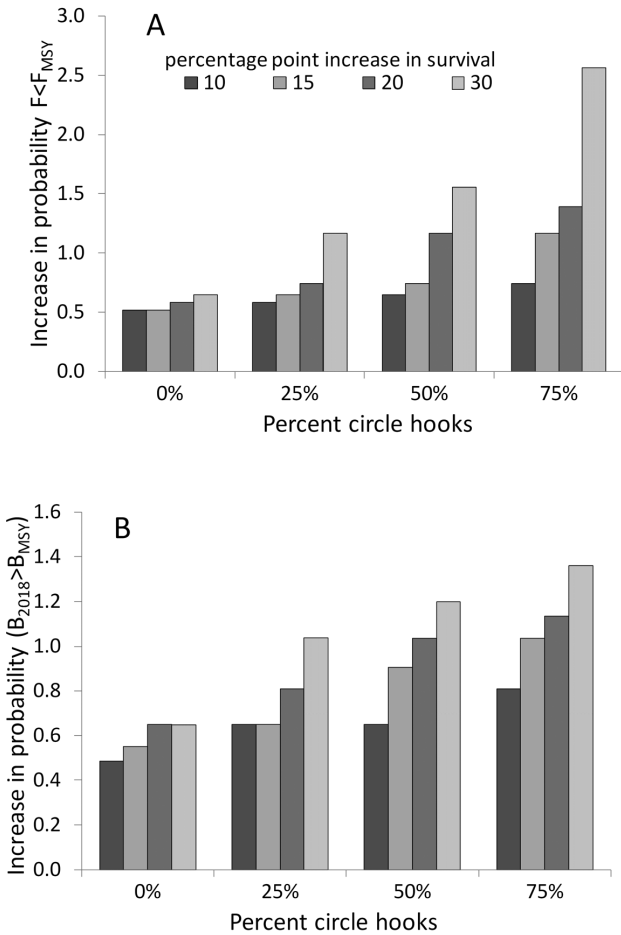 A
percentage point increase in survival
10 15 20 30
Increase in probability F<F_MSY
3.0
2.5
2.0
1.5
1.0
0.5
0.0
0% 25% 50% 75%
Percent circle hooks
B
Increase in probability (B_2018>B_MSY)
1.6
1.4
1.2
1.0
0.8
0.6
0.4
0.2
0.0
0% 25% 50% 75%
Percent circle hooks